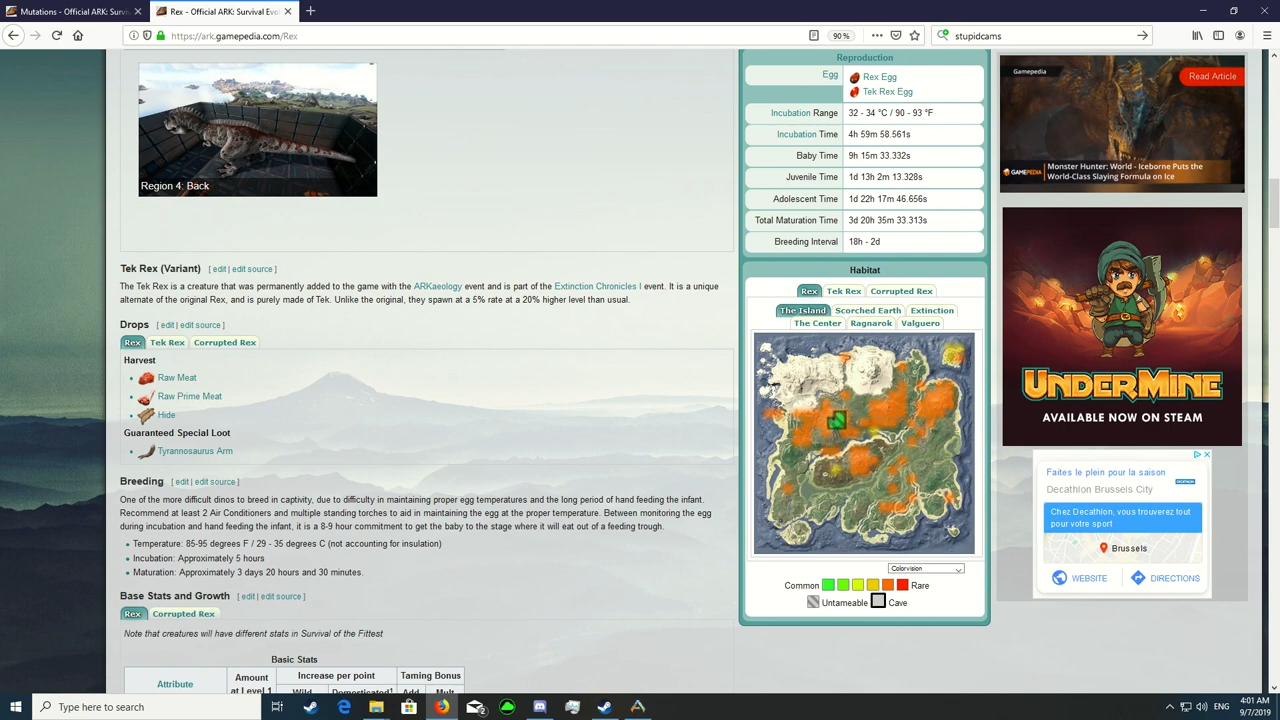 Mutations - Official ARK: Surviv
Rex - Official ARK: Survival Evol
https://ark.gamepedia.com/Rex
90%
stupidcams
Region 4: Back
Tek Rex (Variant) [ edit | edit source ]
The Tek Rex is a creature that was permanently added to the game with the ARKaeology event and is part of the Extinction Chronicles I event. It is a unique
alternate of the original Rex, and is purely made of Tek. Unlike the original, they spawn at a 5% rate at a 20% higher level than usual.
Drops [ edit | edit source ]
Rex Tek Rex Corrupted Rex
Harvest
Raw Meat
Raw Prime Meat
Hide
Guaranteed Special Loot
Tyrannosaurus Arm
Breeding [ edit | edit source ]
One of the more difficult dinos to breed in captivity, due to difficulty in maintaining proper egg temperatures and the long period of hand feeding the infant.
Recommend at least 2 Air Conditioners and multiple standing torches to aid in maintaining the egg at the proper temperature. Between monitoring the egg
during incubation and hand feeding the infant, it is a 8-9 hour commitment to get the baby to the stage where it will eat out of a feeding trough.
Temperature: 85-95 degrees F / 29 - 35 degrees C (not accounting for insulation)
Incubation: Approximately 5 hours
Maturation: Approximately 3 days 20 hours and 30 minutes.
Base Stats and Growth [ edit | edit source ]
Rex Corrupted Rex
Note that creatures will have different stats in Survival of the Fittest
Basic Stats
Attribute
Amount
at Level 1
Increase per point
Taming Bonus
Wild
Domesticated¹
Add
Mult
Reproduction
Egg
Rex Egg
Tek Rex Egg
Incubation Range 32 - 34 °C / 90 - 93 °F
Incubation Time 4h 59m 58.561s
Baby Time 9h 15m 33.332s
Juvenile Time 1d 13h 2m 13.328s
Adolescent Time 1d 22h 17m 46.656s
Total Maturation Time 3d 20h 35m 33.313s
Breeding Interval 18h - 2d
Habitat
Rex Tek Rex Corrupted Rex
The Island Scorched Earth Extinction
The Center Ragnarok Valguero
Colorvision
Common Rare
Untameable Cave
Gamepedia
Read Article
GAMEPEDIA
Monster Hunter: World - Iceborne Puts the
World-Class Slaying Formula on Ice
UNDERMINE
AVAILABLE NOW ON STEAM
Faites le plein pour la saison
Decathlon Brussels City
DECATHLON
Chez Decathlon, vous trouverez tout
pour votre sport
Brussels
WEBSITE
DIRECTIONS
Type here to search
2
ENG
4:01 AM
9/7/2019